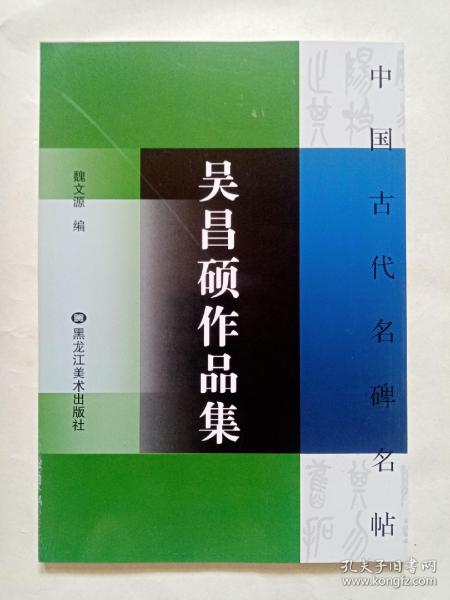 中国古代名碑名帖
吴昌硕作品集
魏文源 编
黑龙江美术出版社
孔夫子旧书网
www.kongfz.com